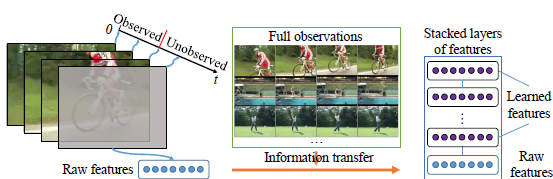 Observed
Unobserved
0
t
Full observations
...
Stacked layers
of features
...
Learned
features
Raw features
Information transfer
Raw
features